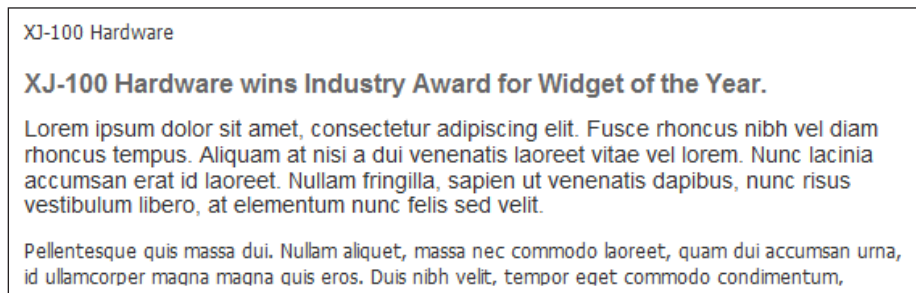 XJ-100 Hardware
XJ-100 Hardware wins Industry Award for Widget of the Year.
Lorem ipsum dolor sit amet, consectetur adipiscing elit. Fusce rhoncus nibh vel diam
rhoncus tempus. Aliquam at nisi a dui venenatis laoreet vitae vel lorem. Nunc lacinia
accumsan erat id laoreet. Nullam fringilla, sapien ut venenatis dapibus, nunc risus
vestibulum libero, at elementum nunc felis sed velit.
Pellentesque quis massa dui. Nullam aliquet, massa nec commodo laoreet, quam dui accumsan urna,
id ullamcorper magna magna quis eros. Duis nibh velit, tempor eget commodo condimentum,